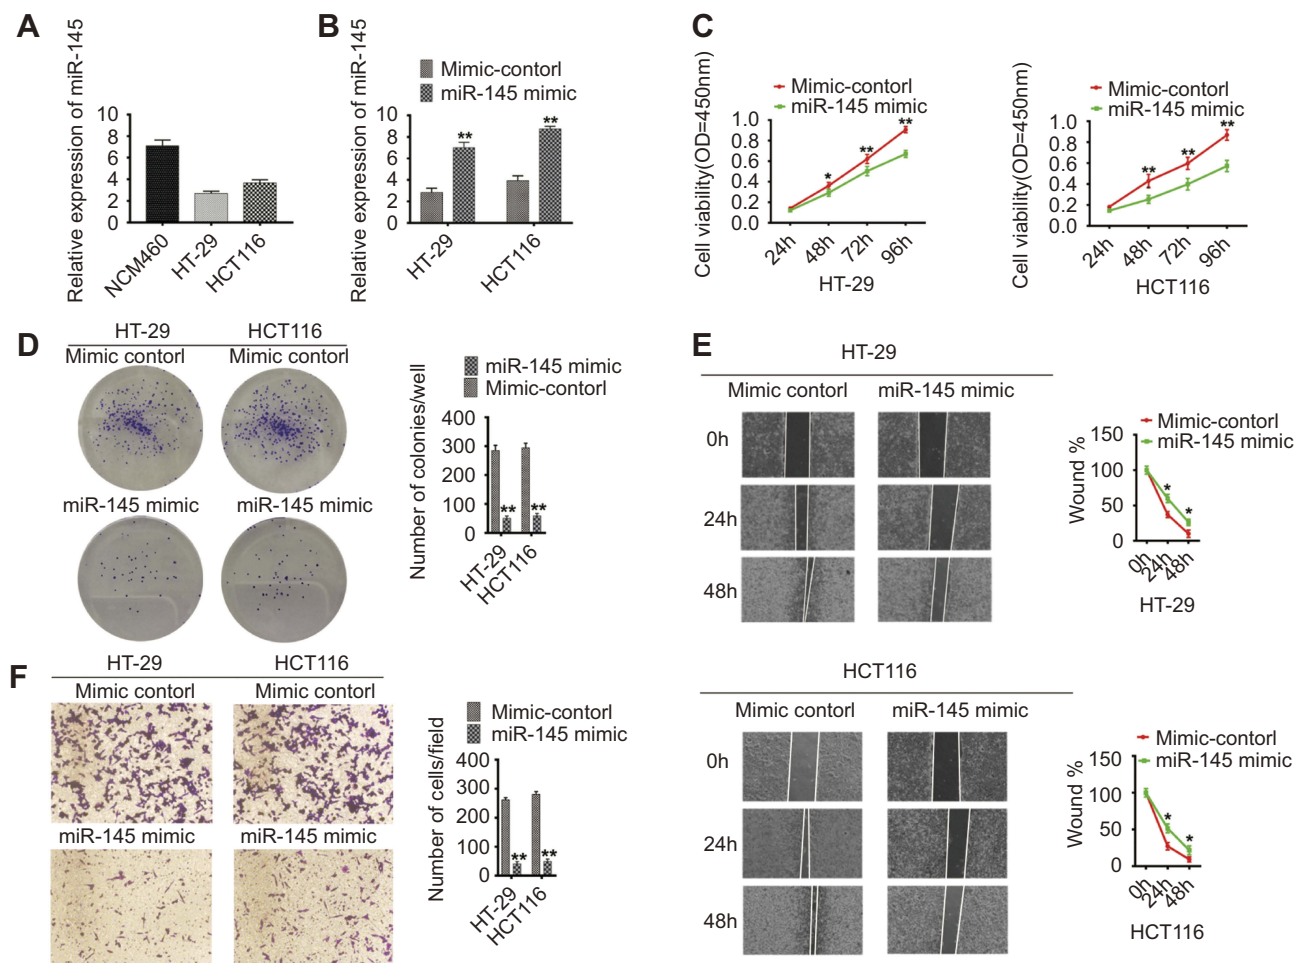 A
Relative expression of miR-145
10
8
6
4
2
0
NCM460
HT-29
HCT116
B
Relative expression of miR-145
Mimic-contorl
miR-145 mimic
10
8
6
4
2
0
**
**
HT-29
HCT116
C
Cell viability(OD=450nm)
Mimic-contorl
miR-145 mimic
1.0
0.8
0.6
0.4
0.2
0.0
*
**
**
24h
48h
72h
96h
HT-29
Cell viability(OD=450nm)
Mimic-contorl
miR-145 mimic
1.0
0.8
0.6
0.4
0.2
0.0
**
**
**
24h
48h
72h
96h
HCT116
D
HT-29 HCT116
Mimic contorl Mimic contorl
miR-145 mimic miR-145 mimic
miR-145 mimic
Mimic-contorl
Number of colonies/well
400
300
200
100
0
**
**
HT-29
HCT116
E
HT-29
Mimic contorl miR-145 mimic
0h
24h
48h
Mimic-contorl
miR-145 mimic
Wound %
150
100
50
0
*
*
0h
24h
48h
HT-29
HCT116
Mimic contorl miR-145 mimic
0h
24h
48h
Mimic-contorl
miR-145 mimic
Wound %
150
100
50
0
*
*
0h
24h
48h
HCT116
F
HT-29 HCT116
Mimic contorl Mimic contorl
miR-145 mimic miR-145 mimic
Mimic-contorl
miR-145 mimic
Number of cells/field
400
300
200
100
0
**
**
HT-29
HCT116